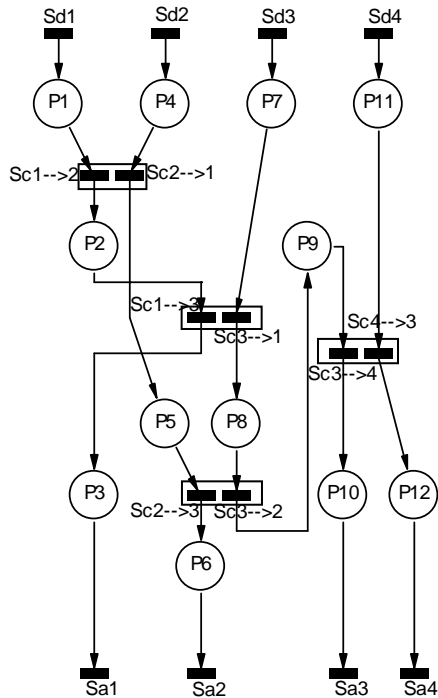 Sd1 Sd2 Sd3 Sd4
P1 P4 P7 P11
Sc1-->2 Sc2-->1
P2 P9
Sc1-->3 Sc4-->3
Sc3-->1
Sc3-->4
P5 P8
P3 P10 P12
Sc2-->3 Sc3-->2
P6
Sa1 Sa2 Sa3 Sa4